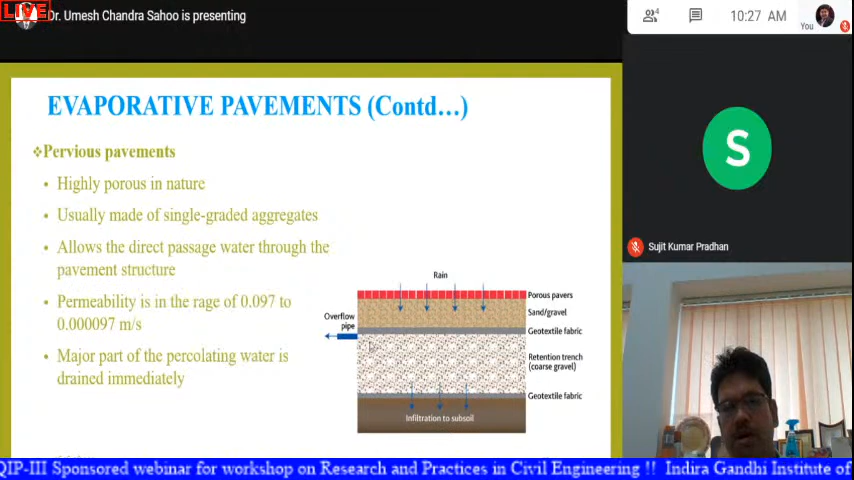 LIVE
Dr. Umesh Chandra Sahoo is presenting
4
10:27 AM
You
EVAPORATIVE PAVEMENTS (Contd…)
❖Pervious pavements
• Highly porous in nature
• Usually made of single-graded aggregates
• Allows the direct passage water through the
pavement structure
• Permeability is in the rage of 0.097 to
0.000097 m/s
• Major part of the percolating water is
drained immediately
Rain
Porous pavers
Sand/gravel
Overflow
pipe
Geotextile fabric
Retention trench
(coarse gravel)
Geotextile fabric
Infiltration to subsoil
S
Sujit Kumar Pradhan
QIP-III Sponsored webinar for workshop on Research and Practices in Civil Engineering !! Indira Gandhi Institute of